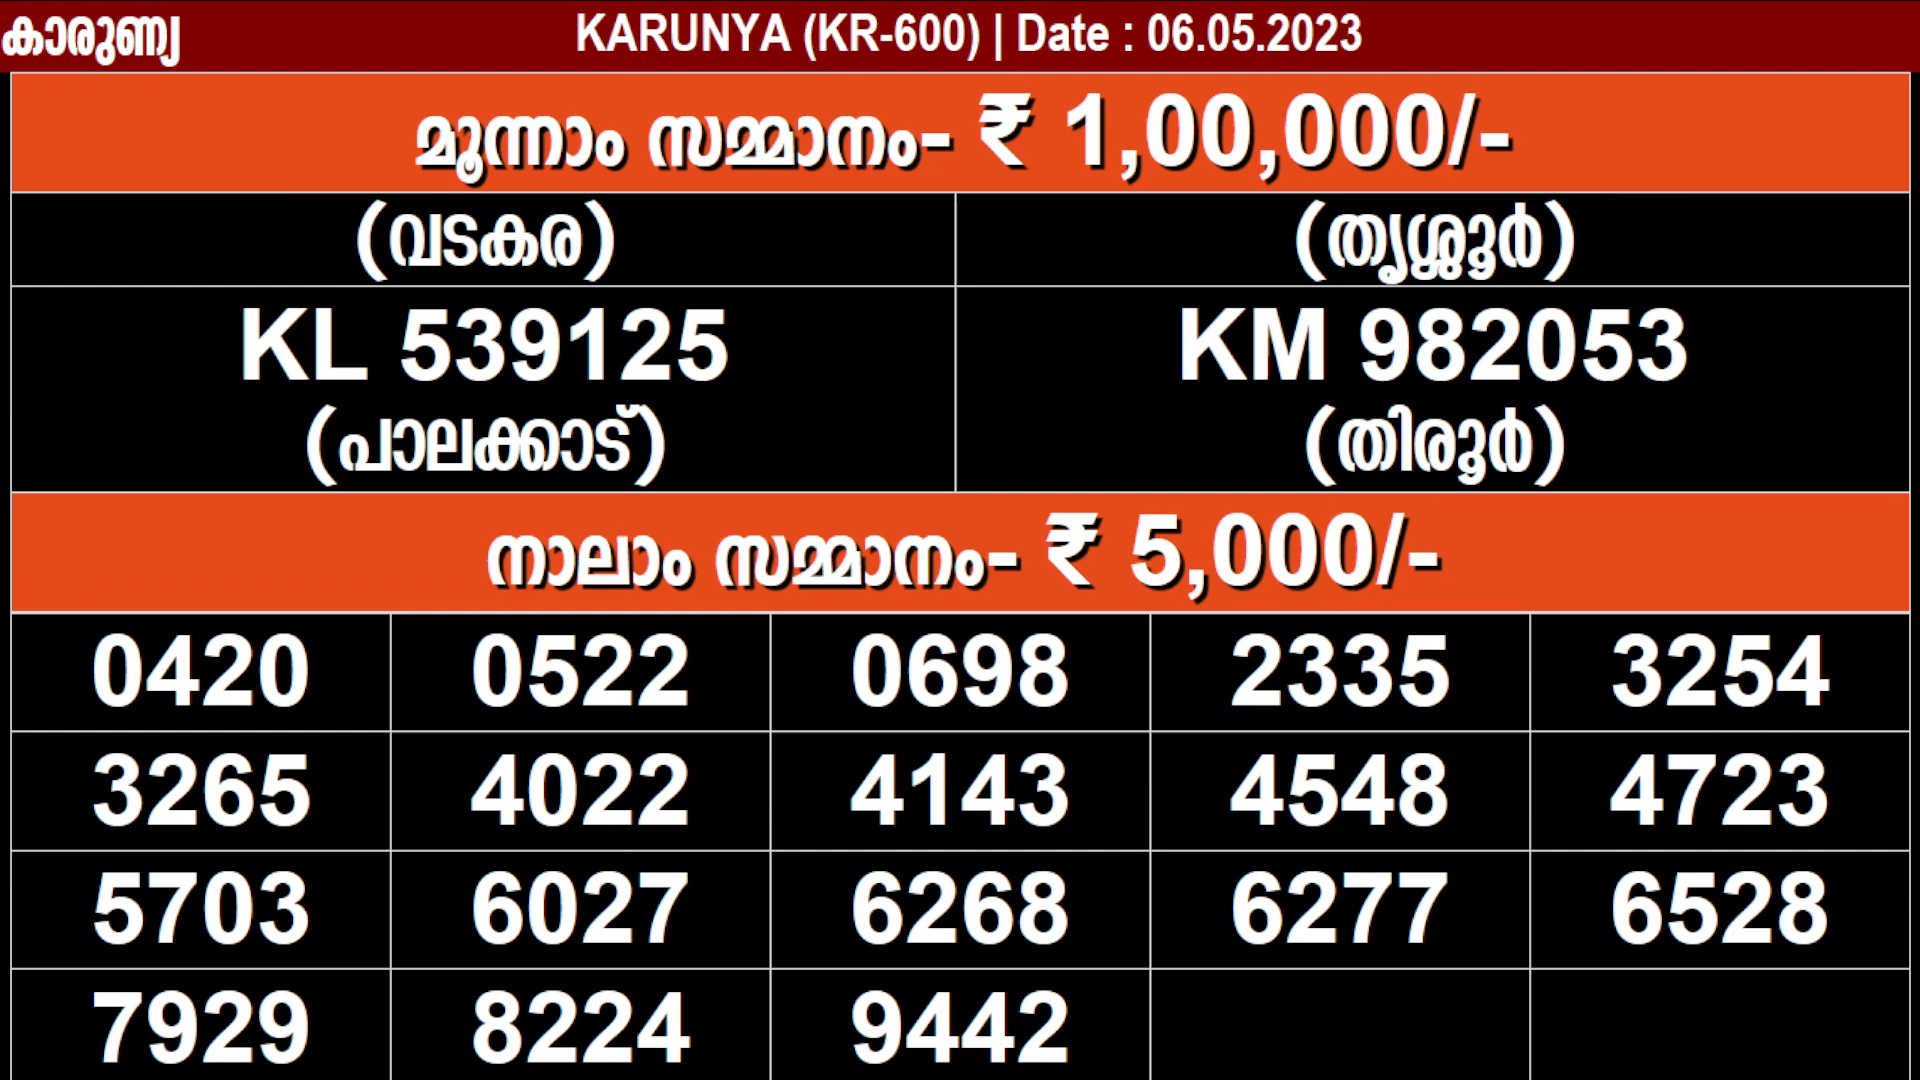 കാരുണ്യ KARUNYA (KR-600) | Date : 06.05.2023
മൂന്നാം സമ്മാനം- ₹ 1,00,000/-
(വടകര) (തൃശ്ശൂർ)
KL 539125 KM 982053
(പാലക്കാട്) (തിരൂർ)
നാലാം സമ്മാനം- ₹ 5,000/-
0420 0522 0698 2335 3254
3265 4022 4143 4548 4723
5703 6027 6268 6277 6528
7929 8224 9442